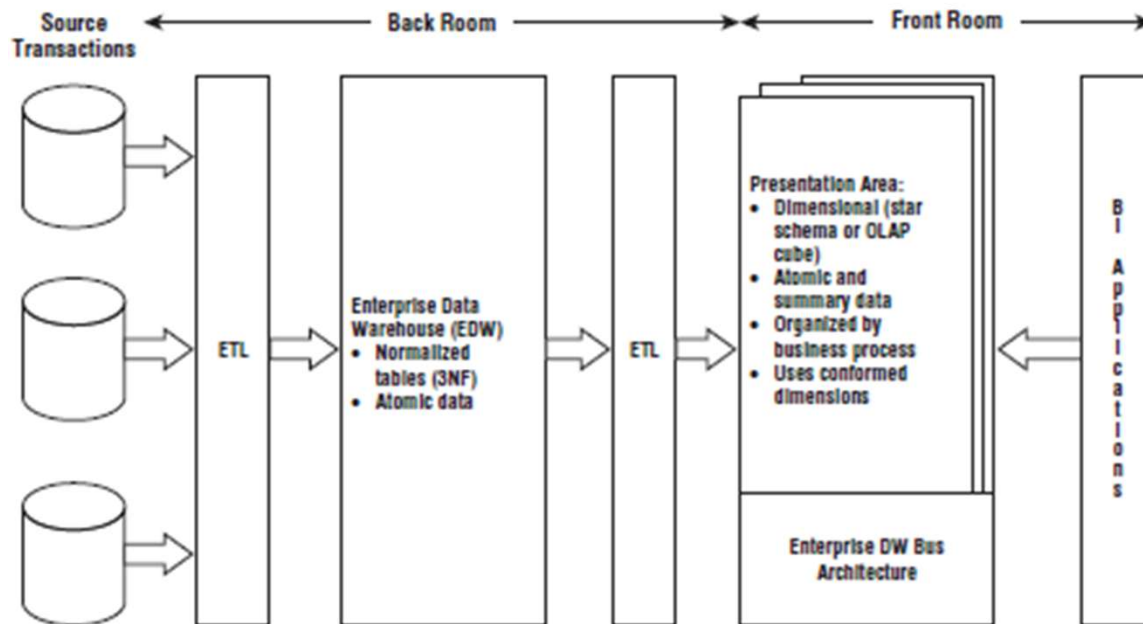 Source
Transactions
Back Room
Front Room
ETL
Enterprise Data
Warehouse (EDW)
• Normalized
tables (3NF)
• Atomic data
ETL
Presentation Area:
• Dimensional (star
schema or OLAP
cube)
• Atomic and
summary data
• Organized by
business process
• Uses conformed
dimensions
Enterprise DW Bus
Architecture
BI Applications